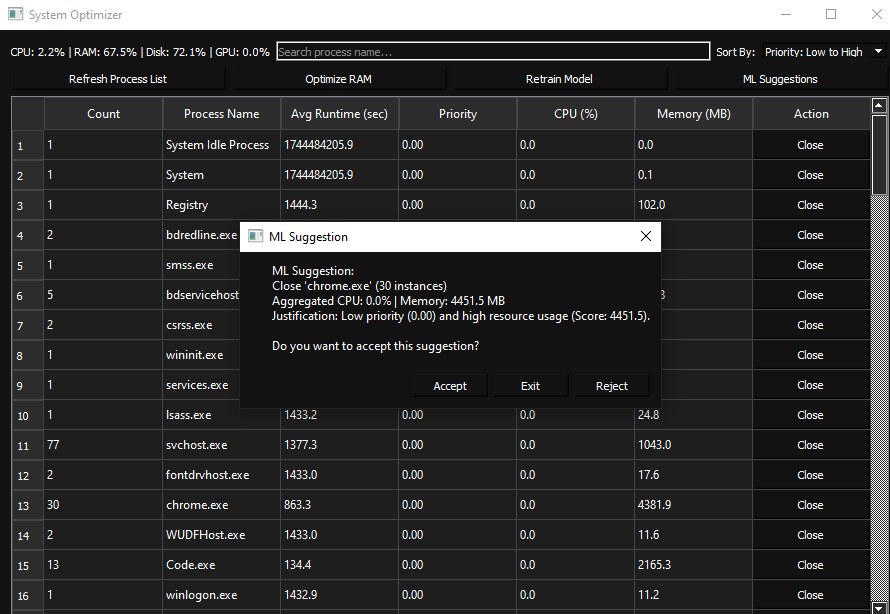 System Optimizer
CPU: 2.2% | RAM: 67.5% | Disk: 72.1% | GPU: 0.0% Search process name... Sort By: Priority: Low to High
Refresh Process List Optimize RAM Retrain Model ML Suggestions
Count Process Name Avg Runtime (sec) Priority CPU (%) Memory (MB) Action
1 1 System Idle Process 1744484205.9 0.00 0.0 0.0 Close
2 1 System 1744484205.9 0.00 0.0 0.1 Close
3 1 Registry 1444.3 0.00 0.0 102.0 Close
4 2 bdredline.exe Close
5 1 smss.exe Close
6 5 bdservicehost 3 Close
7 2 csrss.exe Close
8 1 wininit.exe Close
9 1 services.exe Close
10 1 lsass.exe 1433.2 0.00 0.0 24.8 Close
11 77 svchost.exe 1377.3 0.00 0.0 1043.0 Close
12 2 fontdrvhost.exe 1433.0 0.00 0.0 17.6 Close
13 30 chrome.exe 863.3 0.00 0.0 4381.9 Close
14 2 WUDFHost.exe 1433.0 0.00 0.0 11.6 Close
15 13 Code.exe 134.4 0.00 0.0 2165.3 Close
16 1 winlogon.exe 1432.9 0.00 0.0 11.2 Close
ML Suggestion
ML Suggestion:
Close 'chrome.exe' (30 instances)
Aggregated CPU: 0.0% | Memory: 4451.5 MB
Justification: Low priority (0.00) and high resource usage (Score: 4451.5).
Do you want to accept this suggestion?
Accept Exit Reject